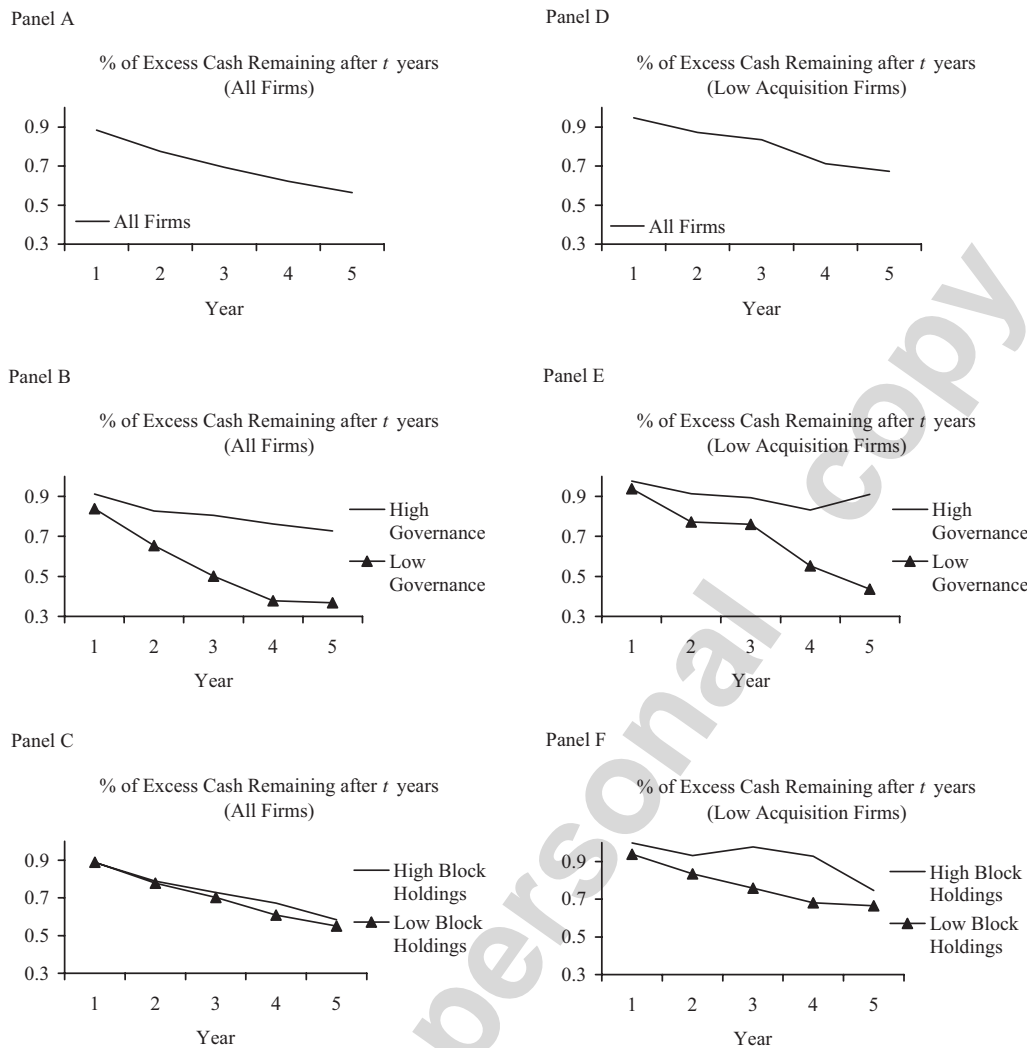 Panel A
% of Excess Cash Remaining after t years
(All Firms)
0.9
0.7
0.5
0.3
All Firms
1 2 3 4 5
Year
Panel D
% of Excess Cash Remaining after t years
(Low Acquisition Firms)
0.9
0.7
0.5
0.3
All Firms
1 2 3 4 5
Year
Panel B
% of Excess Cash Remaining after t years
(All Firms)
0.9
0.7
0.5
0.3
High
Governance
Low
Governance
1 2 3 4 5
Year
Panel E
% of Excess Cash Remaining after t years
(Low Acquisition Firms)
0.9
0.7
0.5
0.3
High
Governance
Low
Governance
1 2 3 4 5
Year
Panel C
% of Excess Cash Remaining after t years
(All Firms)
0.9
0.7
0.5
0.3
High Block
Holdings
Low Block
Holdings
1 2 3 4 5
Year
Panel F
% of Excess Cash Remaining after t years
(Low Acquisition Firms)
0.9
0.7
0.5
0.3
High Block
Holdings
Low Block
Holdings
1 2 3 4 5
Year
personal copy